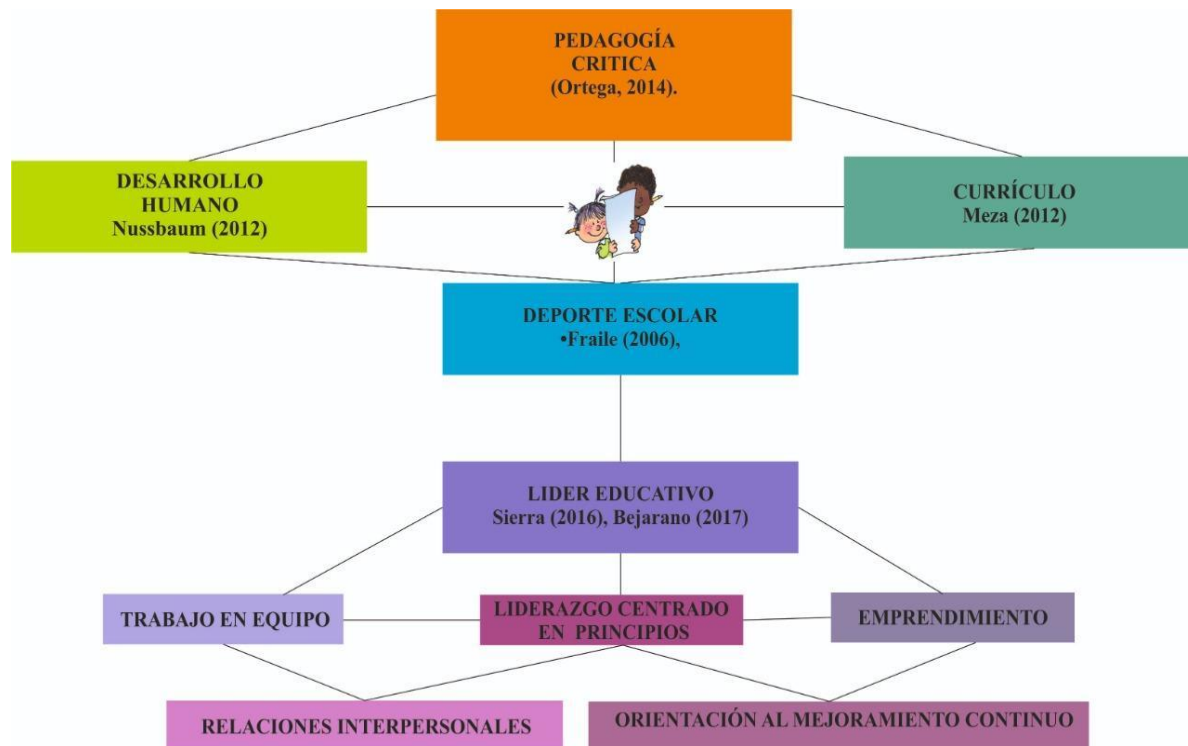 PEDAGOGÍA
CRITICA
(Ortega, 2014).
DESARROLLO
HUMANO
Nussbaum (2012)
CURRÍCULO
Meza (2012)
DEPORTE ESCOLAR
•Fraile (2006),
LIDER EDUCATIVO
Sierra (2016), Bejarano (2017)
TRABAJO EN EQUIPO
LIDERAZGO CENTRADO
EN PRINCIPIOS
EMPRENDIMIENTO
RELACIONES INTERPERSONALES
ORIENTACIÓN AL MEJORAMIENTO CONTINUO